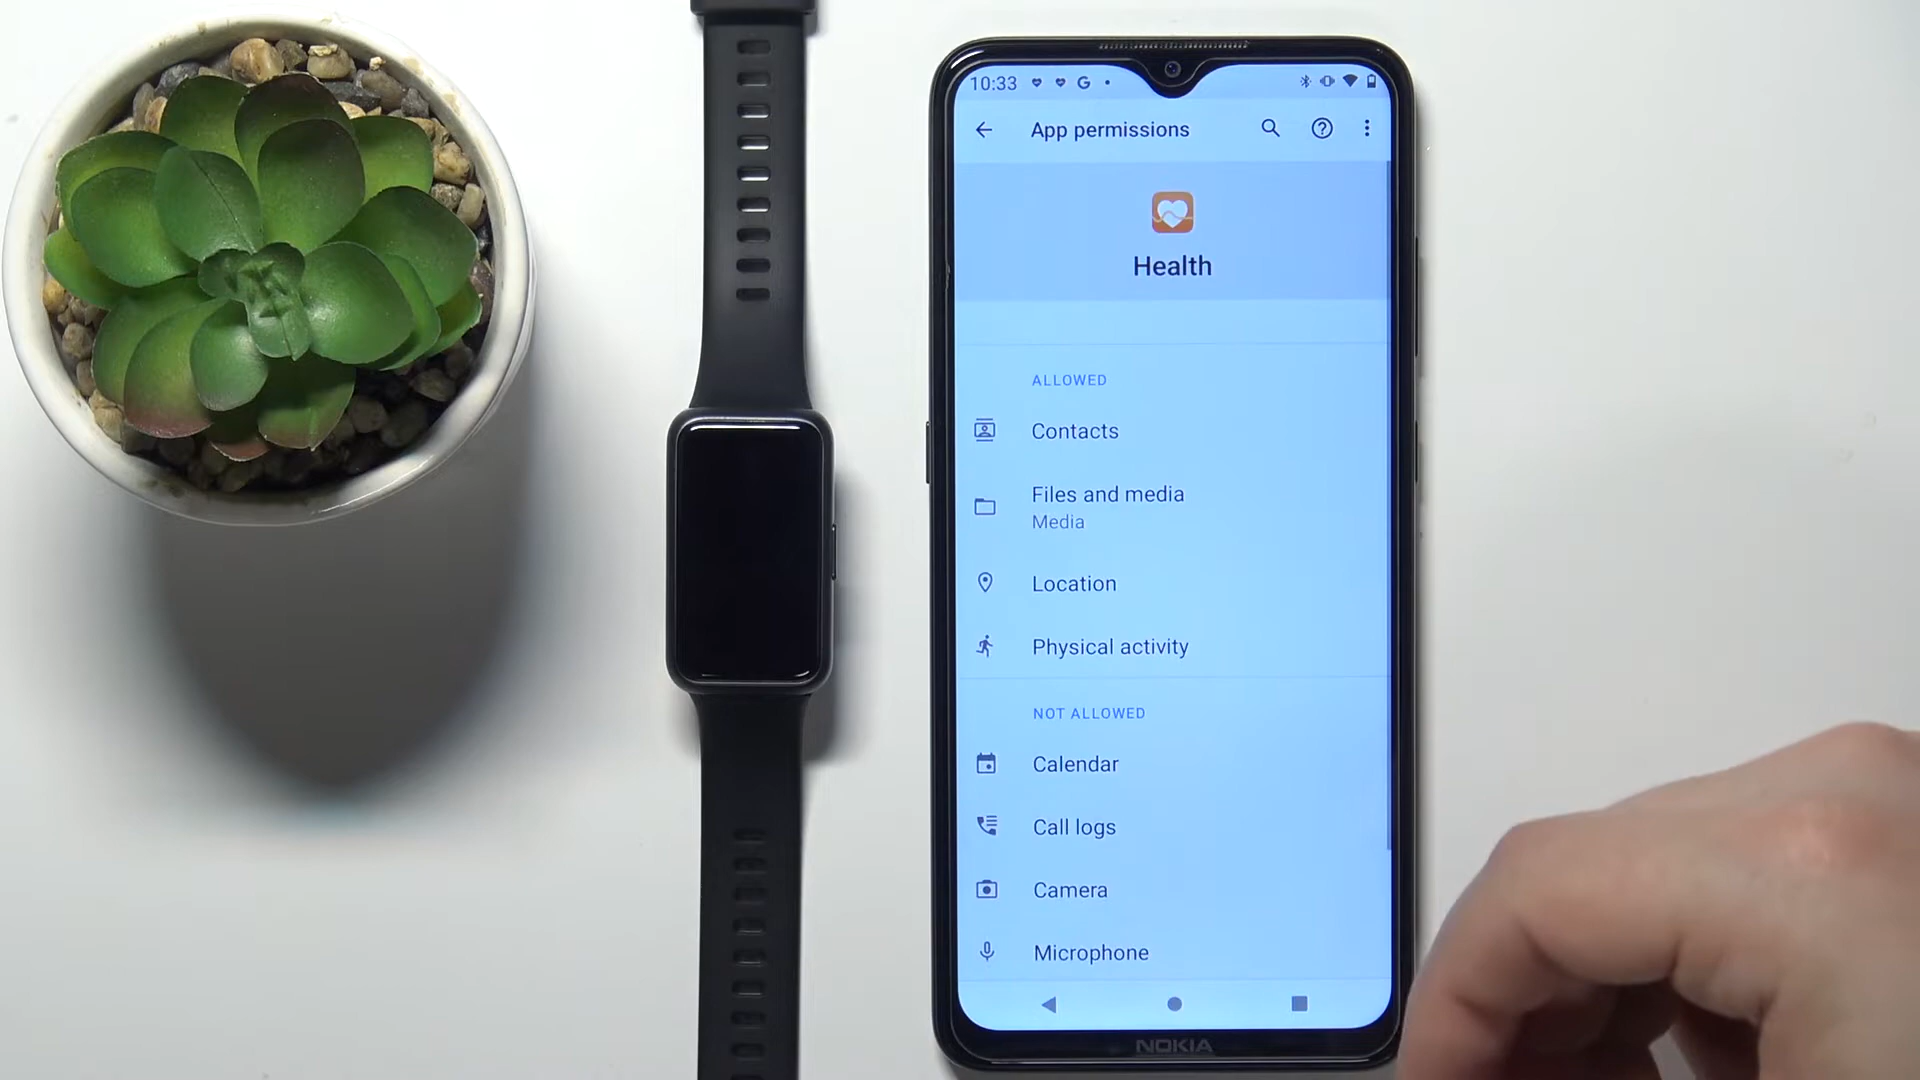 10:33
App permissions
Health
ALLOWED
Contacts
Files and media
Media
Location
Physical activity
NOT ALLOWED
Calendar
Call logs
Camera
Microphone
NOKIA